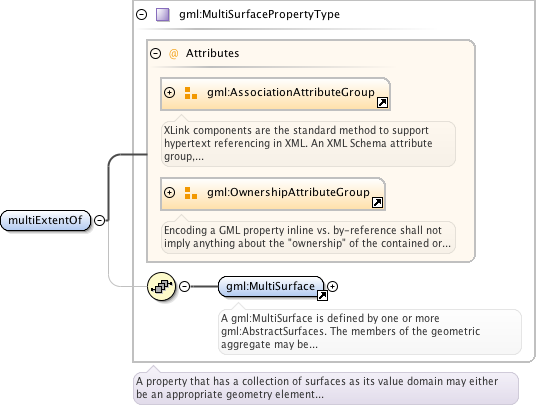 gml:MultiSurfacePropertyType
@ Attributes
gml:AssociationAttributeGroup
XLink components are the standard method to support
hypertext referencing in XML. An XML Schema attribute
group,...
gml:OwnershipAttributeGroup
Encoding a GML property inline vs. by-reference shall not
imply anything about the "ownership" of the contained or...
multiExtentOf
gml:MultiSurface
A gml:MultiSurface is defined by one or more
gml:AbstractSurfaces. The members of the geometric
aggregate may be...
A property that has a collection of surfaces as its value domain may either
be an appropriate geometry element...